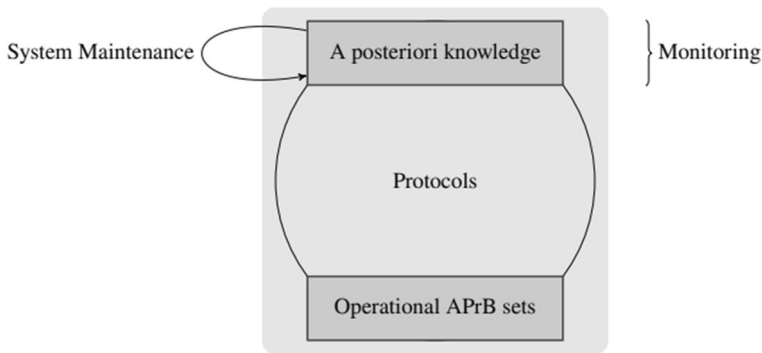 System Maintenance
A posteriori knowledge
Monitoring
Protocols
Operational APrB sets